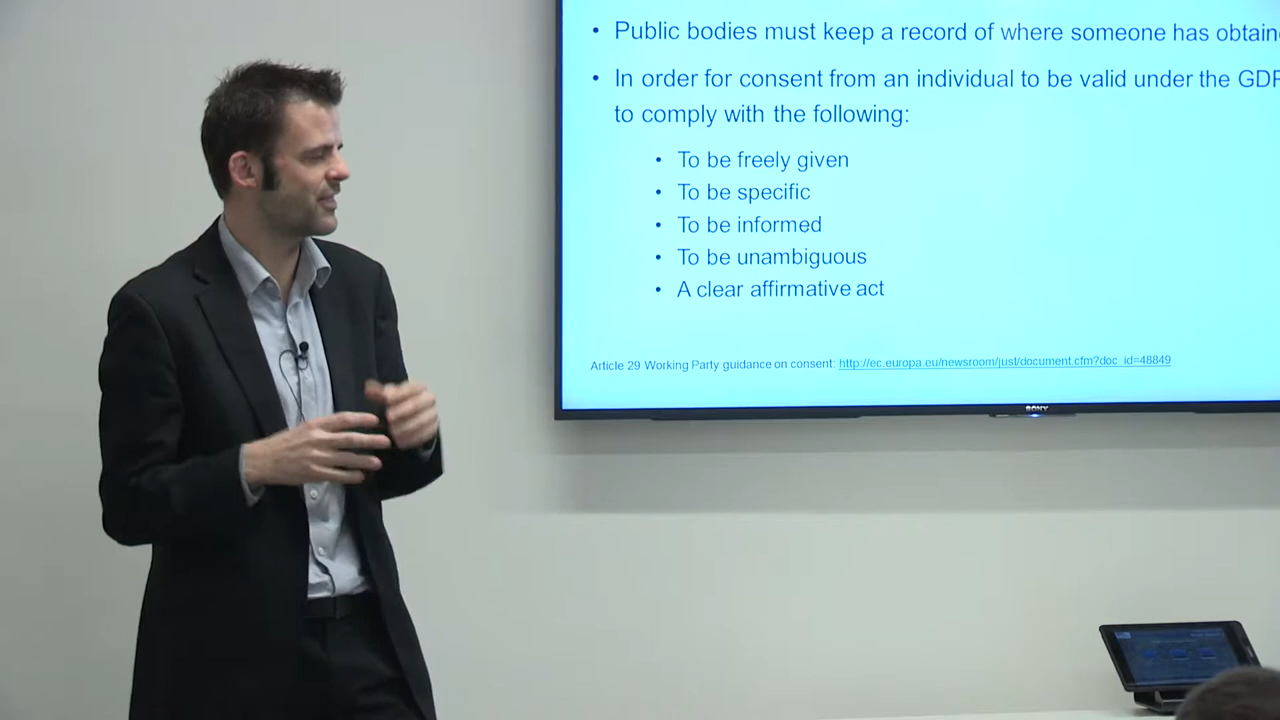 • Public bodies must keep a record of where someone has obtain
• In order for consent from an individual to be valid under the GDP
to comply with the following:
• To be freely given
• To be specific
• To be informed
• To be unambiguous
• A clear affirmative act
Article 29 Working Party guidance on consent: http://ec.europa.eu/newsroom/just/document.cfm?doc_id=48849
SONY